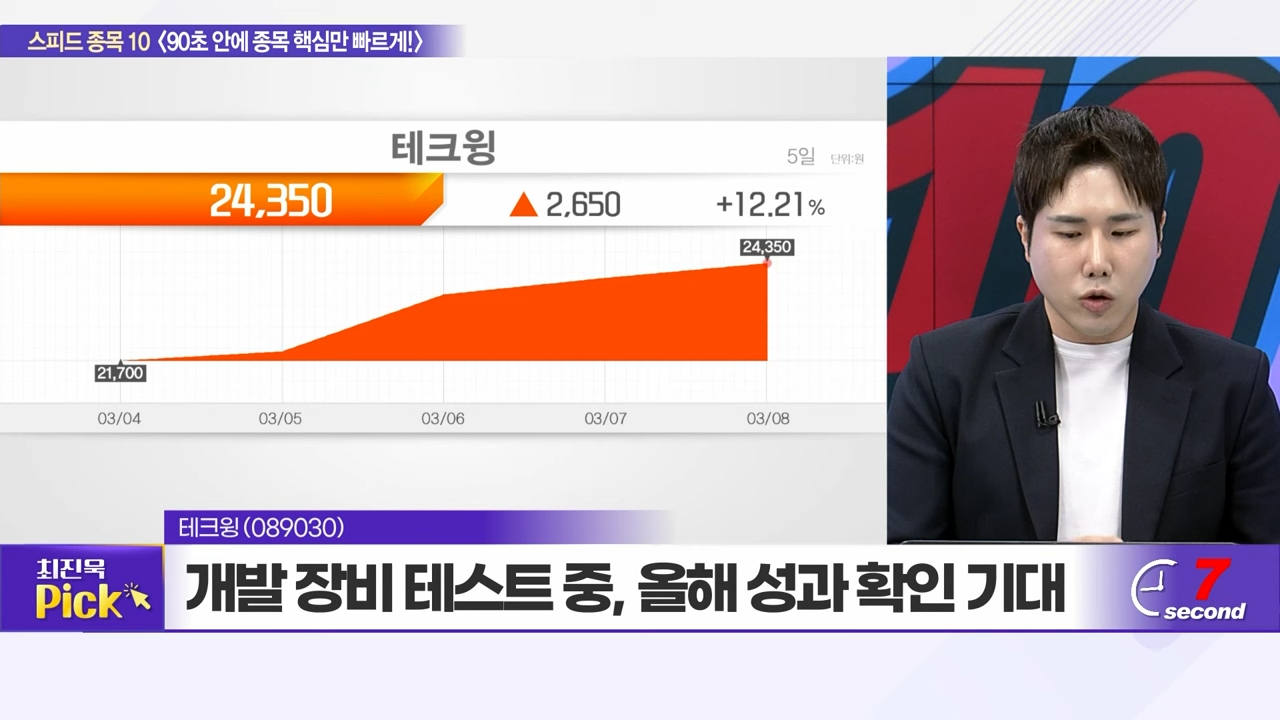 스피드 종목 10 〈90초 안에 종목 핵심만 빠르게!〉
테크윙
5일 단위:원
24,350 ▲ 2,650 +12.21%
24,350
21,700
03/04 03/05 03/06 03/07 03/08
10
테크윙(089030)
최진욱
Pick
개발 장비 테스트 중, 올해 성과 확인 기대
7
second